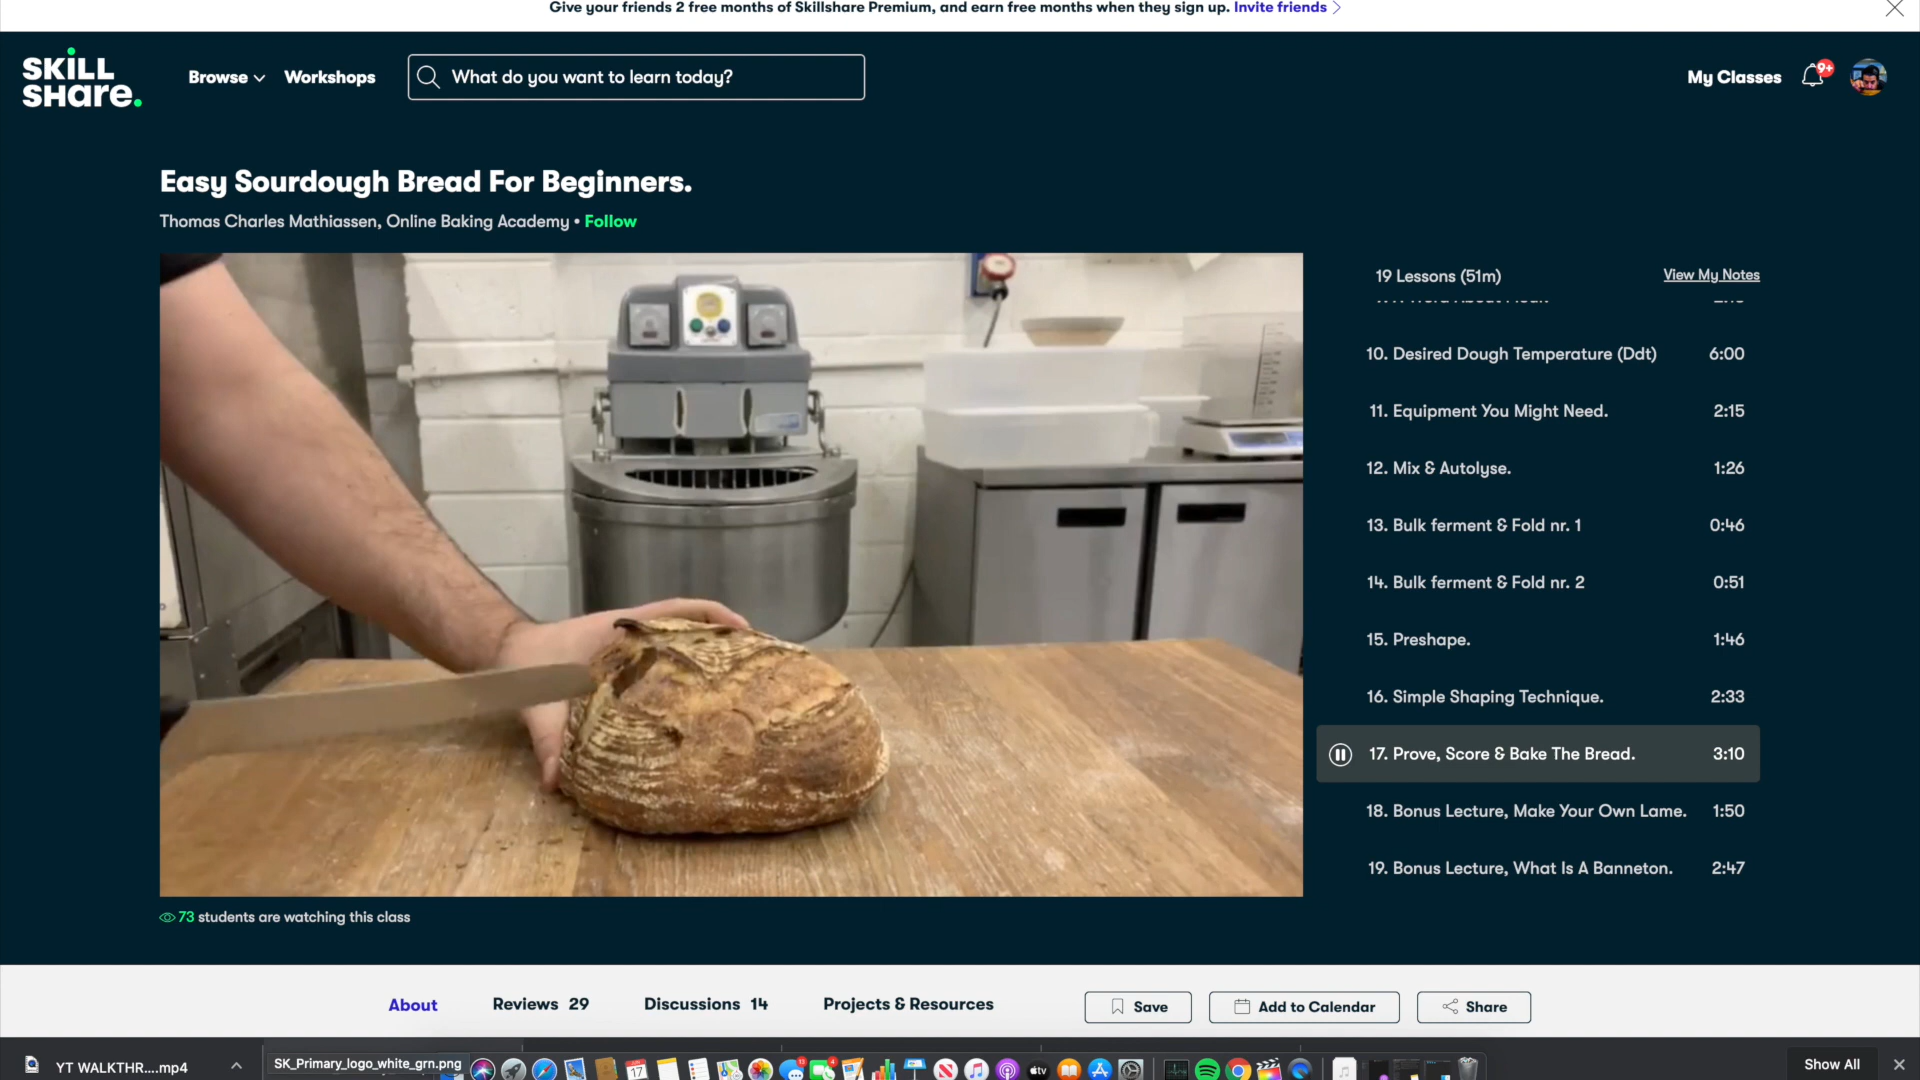 Give your friends 2 free months of Skillshare Premium, and earn free months when they sign up. Invite friends
SKILL
SHare.
Browse
Workshops
What do you want to learn today?
My Classes
9+
Easy Sourdough Bread For Beginners.
Thomas Charles Mathiassen, Online Baking Academy • Follow
19 Lessons (51m)
View My Notes
10. Desired Dough Temperature (Ddt) 6:00
11. Equipment You Might Need. 2:15
12. Mix & Autolyse. 1:26
13. Bulk ferment & Fold nr. 1 0:46
14. Bulk ferment & Fold nr. 2 0:51
15. Preshape. 1:46
16. Simple Shaping Technique. 2:33
17. Prove, Score & Bake The Bread. 3:10
18. Bonus Lecture, Make Your Own Lame. 1:50
19. Bonus Lecture, What Is A Banneton. 2:47
73 students are watching this class
About
Reviews 29
Discussions 14
Projects & Resources
Save
Add to Calendar
Share
YT WALKTHR....mp4
SK_Primary_logo_white_grn.png
17
13
4
tv
Show All